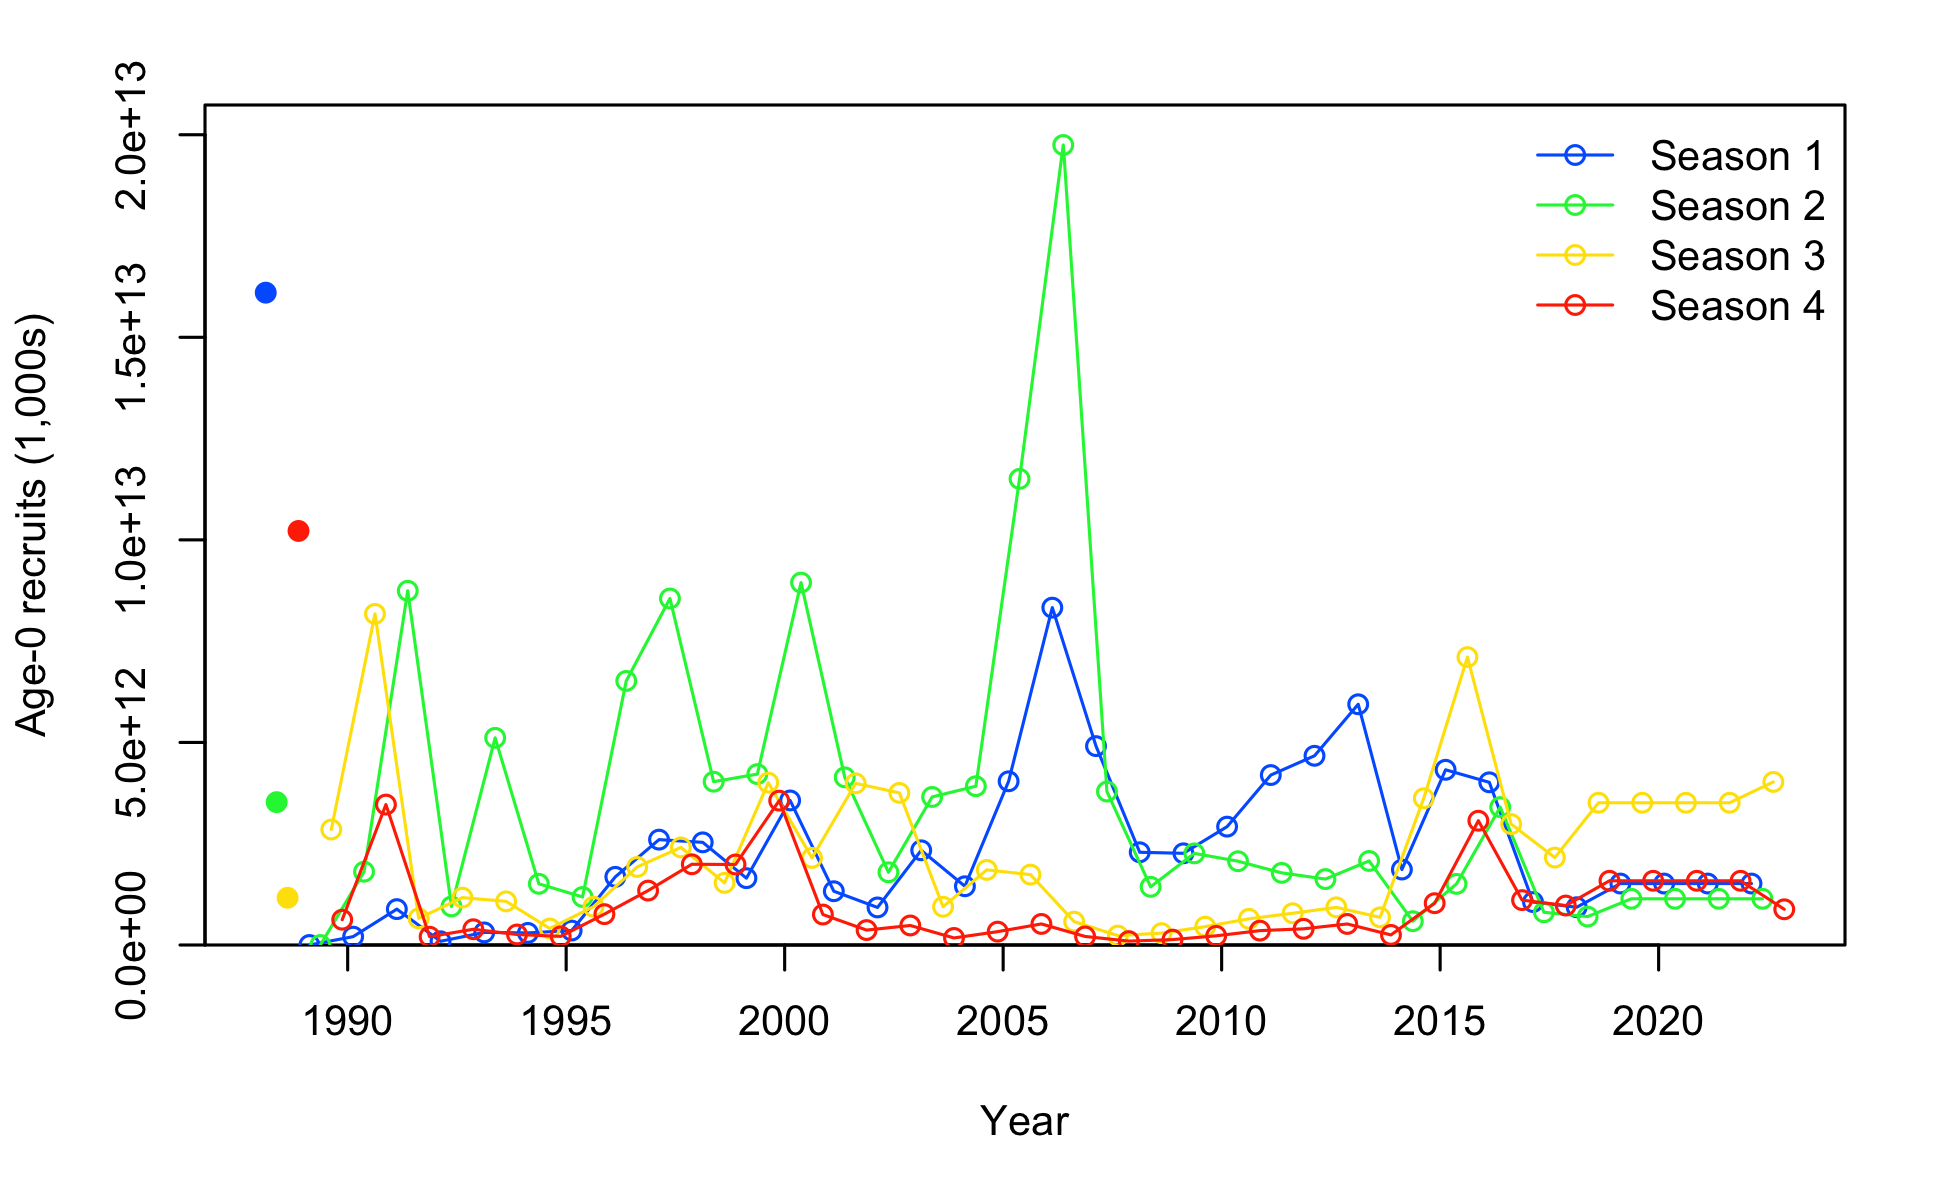 2.0e+13
1.5e+13
1.0e+13
5.0e+12
0.0e+00
Age-0 recruits (1,000s)
Season 1
Season 2
Season 3
Season 4
1990 1995 2000 2005 2010 2015 2020
Year